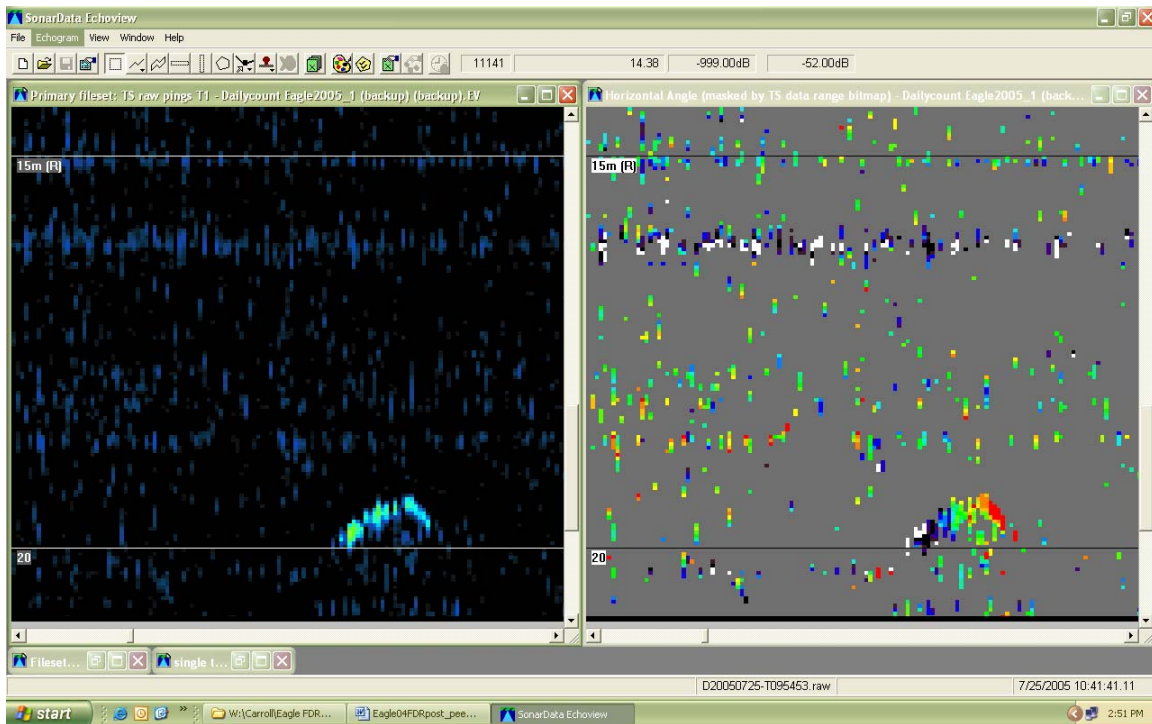 SonarData Echoview
File Echogram View Window Help
11141 14.38 -999.00dB -52.00dB
Primary fileset: TS raw pings T1 - Dailycount Eagle2005_1 (backup) (backup).EV
15m (R)
20
Horizontal Angle (masked by TS data range bitmap) - Dailycount Eagle2005_1 (back...
15m (R)
20
Fileset... single t...
D20050725-T095453.raw 7/25/2005 10:41:41.11
start W:\Carroll\Eagle FDR... Eagle04FDRpost_pee... SonarData Echoview 2:51 PM